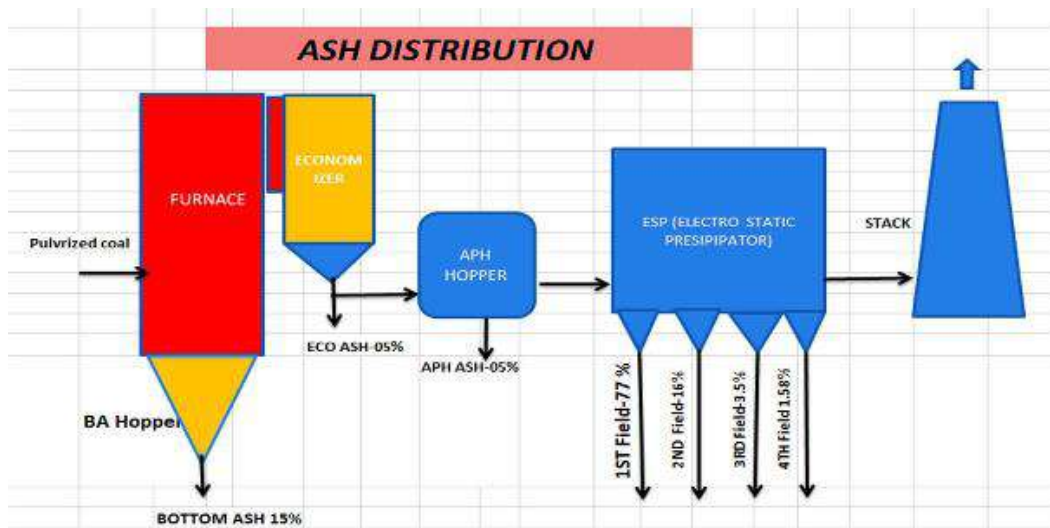 ASH DISTRIBUTION
ECONOM
IZER
FURNACE
Pulvrized coal
ESP (ELECTRO STATIC
PRESIPIPATOR)
STACK
APH
HOPPER
ECO ASH-05%
APH ASH-05%
BA Hopper
1ST Field-77 %
2ND Field-16%
3RD Field-3.5%
4TH Field 1.58%
BOTTOM ASH 15%